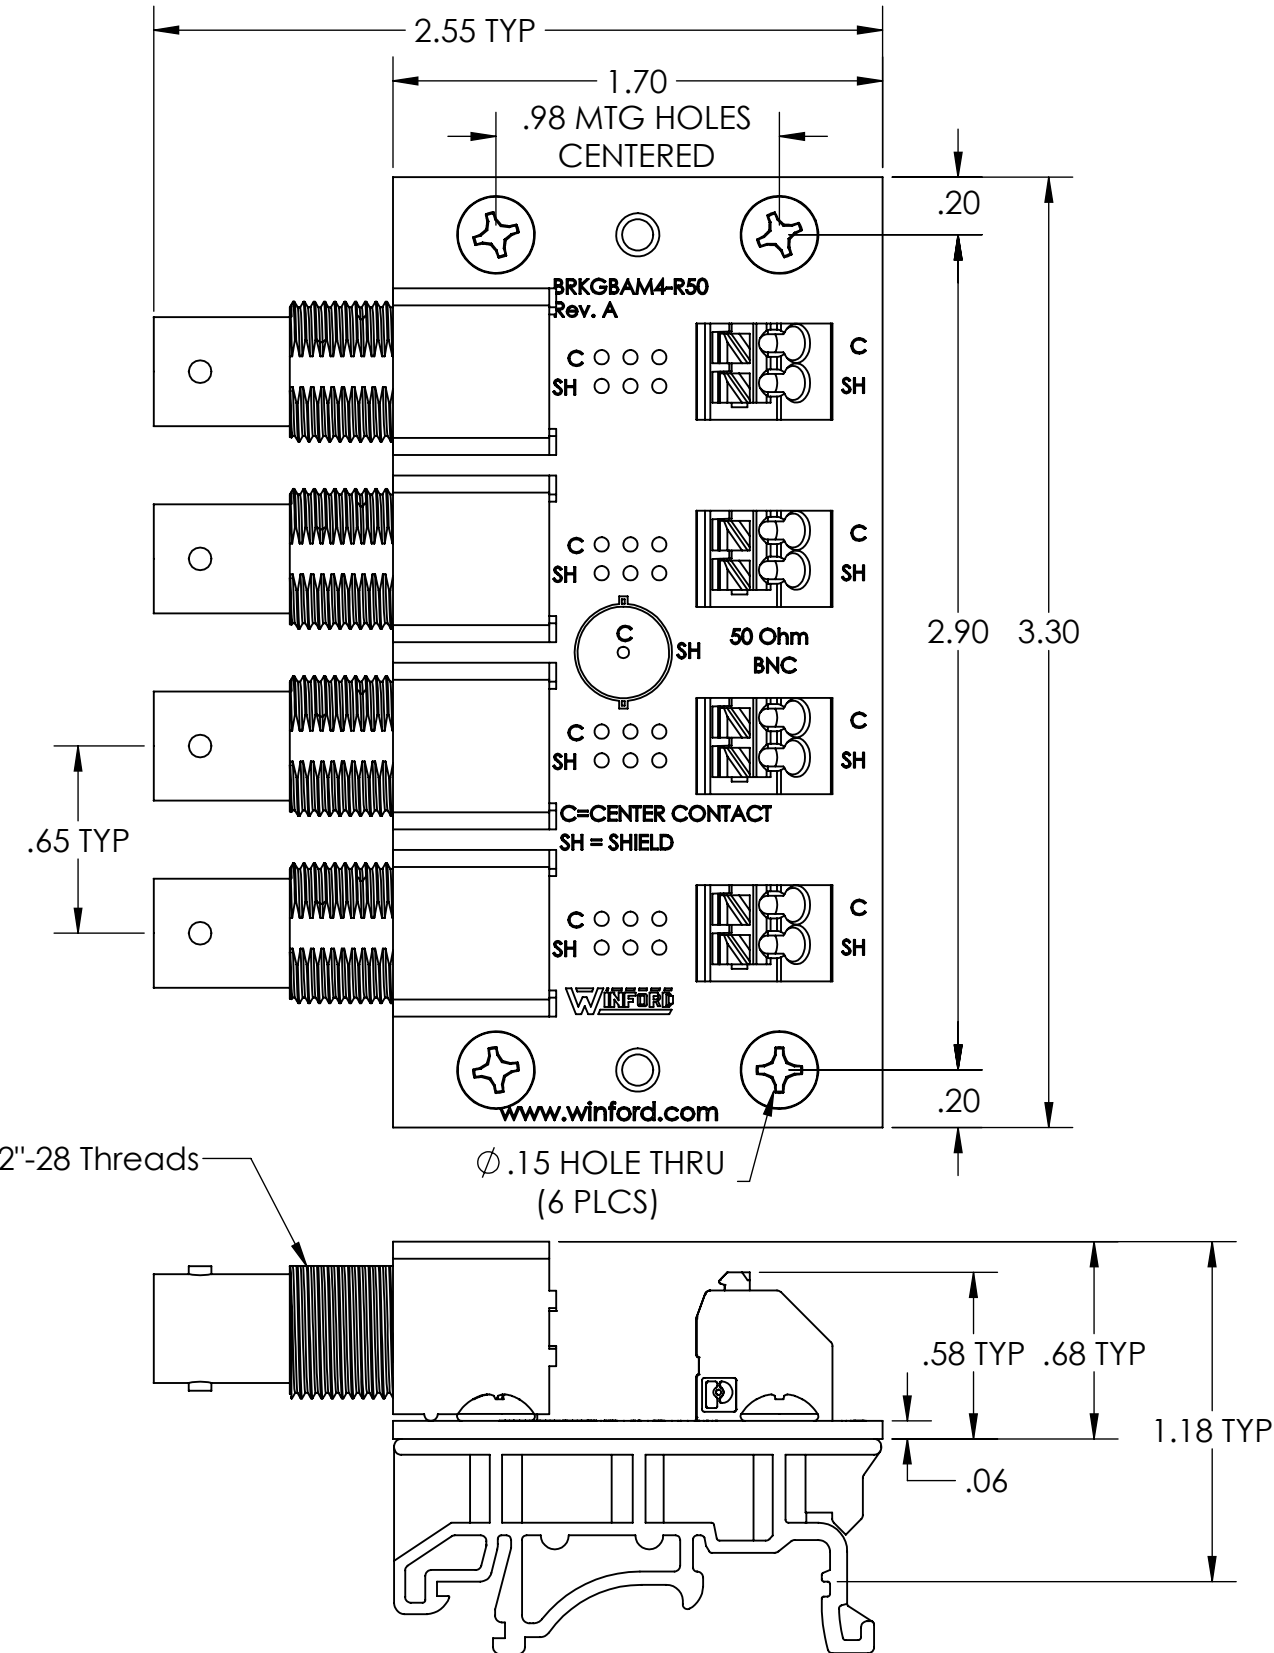 2.55 TYP
1.70
.98 MTG HOLES
CENTERED
.20
BRKGBAM4-R50
Rev. A
C
SH
C
SH
C
SH
C
SH
C
SH
50 Ohm
BNC
2.90
3.30
C
SH
C
SH
.65 TYP
C=CENTER CONTACT
SH = SHIELD
C
SH
C
SH
WINFORD
www.winford.com
.20
2"-28 Threads
∅.15 HOLE THRU
(6 PLCS)
.58 TYP
.68 TYP
1.18 TYP
.06